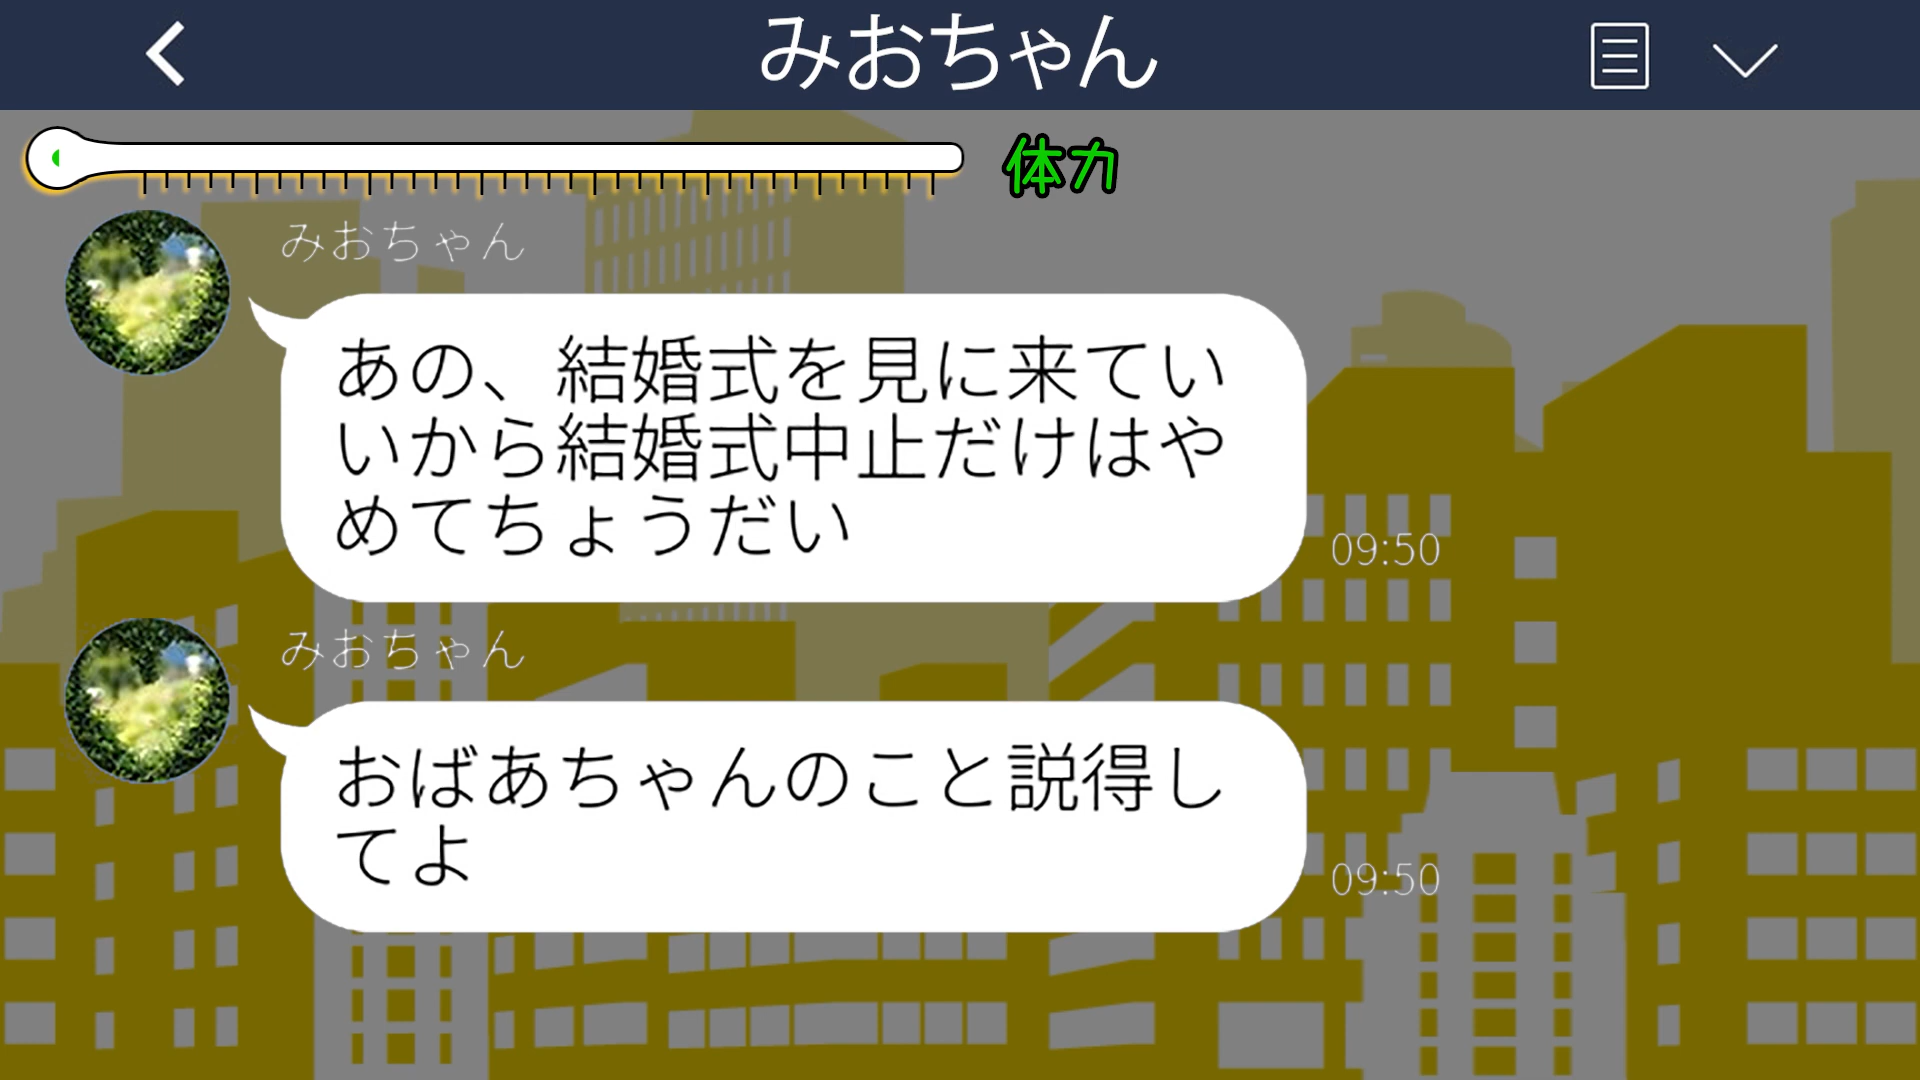 みおちゃん
体力
みおちゃん
あの、結婚式を見に来てい
いから結婚式中止だけはや
めてちょうだい
09:50
みおちゃん
おばあちゃんのこと説得し
てよ
09:50